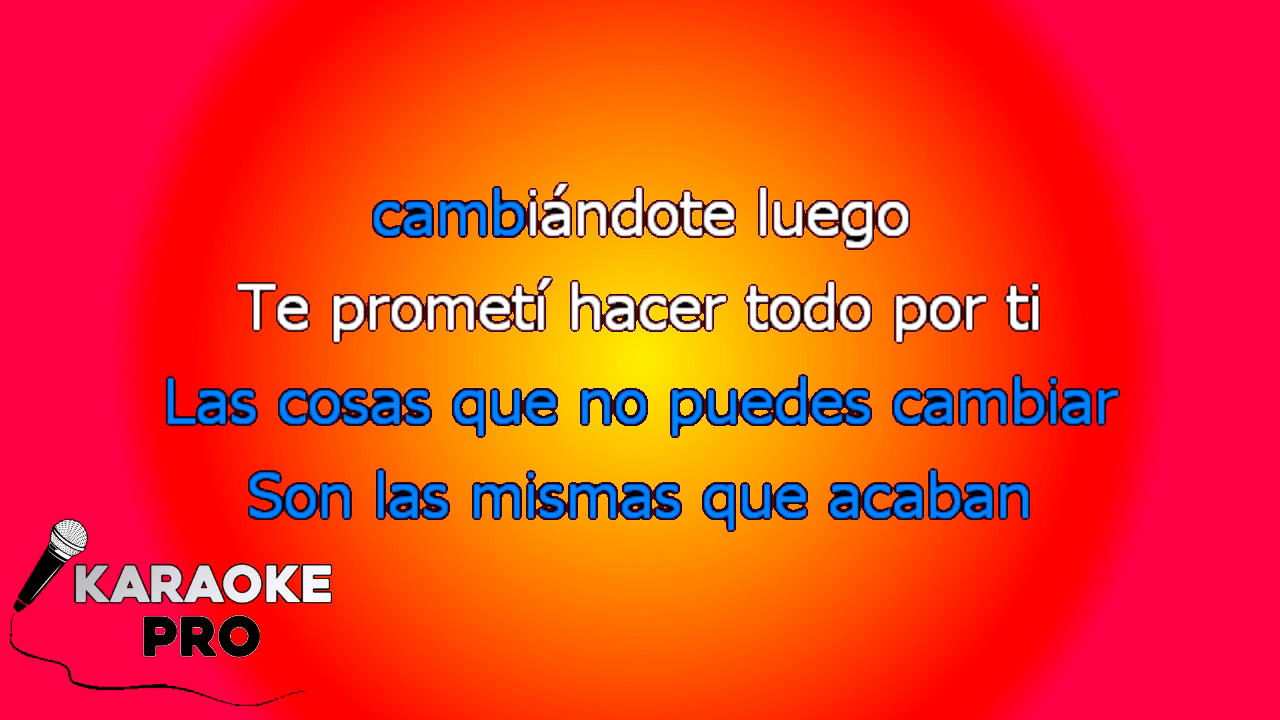 cambiándote luego
Te prometí hacer todo por ti
Las cosas que no puedes cambiar
Son las mismas que acaban
KARAOKE
PRO